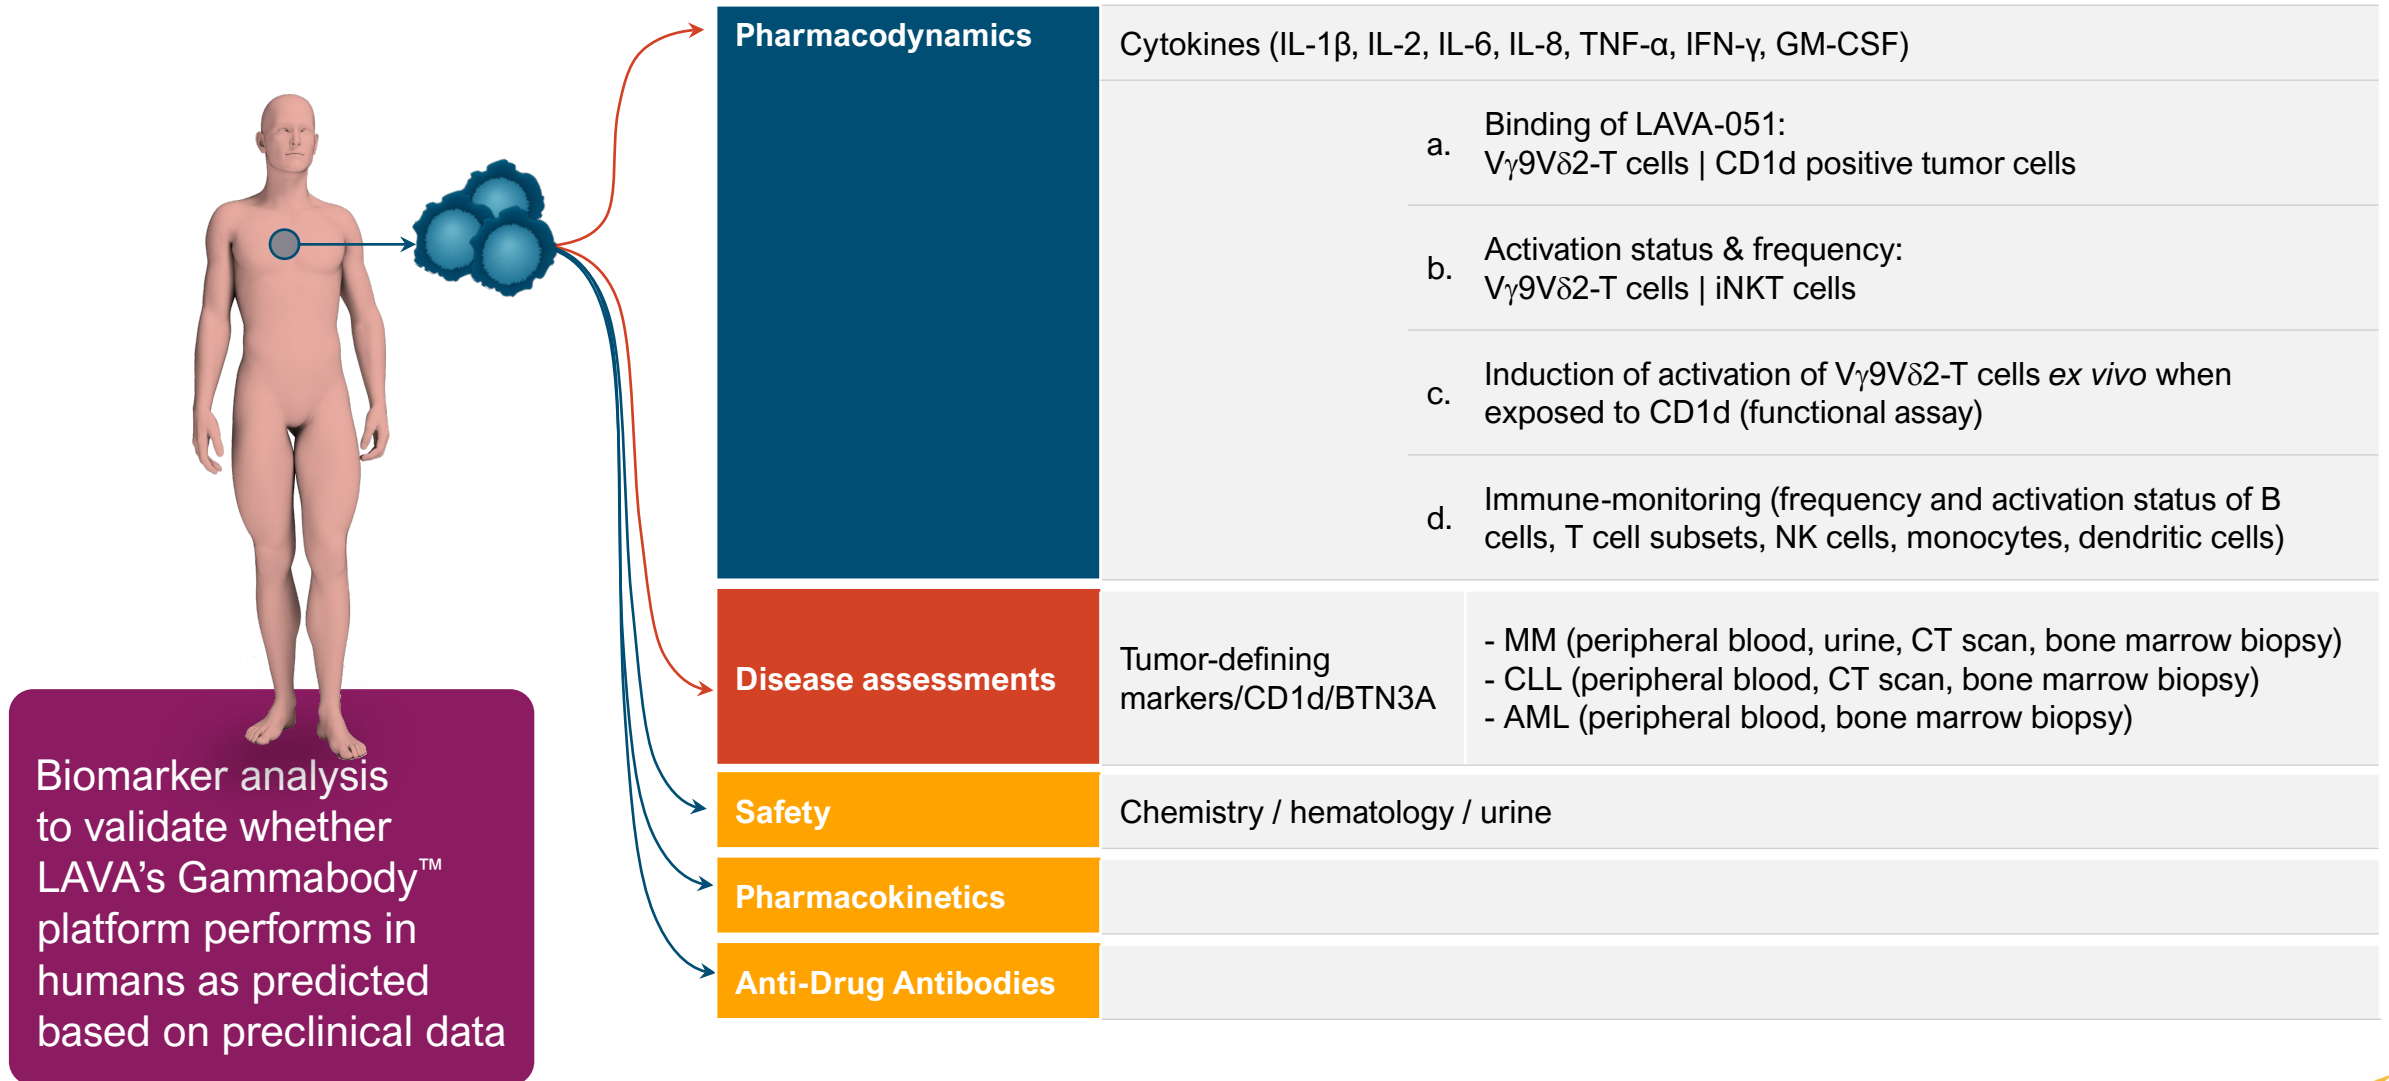 Pharmacodynamics
Cytokines (IL-1β, IL-2, IL-6, IL-8, TNF-α, IFN-γ, GM-CSF)
a.
Binding of LAVA-051:
Vγ9Vδ2-T cells | CD1d positive tumor cells
b.
Activation status & frequency:
Vγ9Vδ2-T cells | iNKT cells
c.
Induction of activation of Vγ9Vδ2-T cells ex vivo when
exposed to CD1d (functional assay)
d.
Immune-monitoring (frequency and activation status of B
cells, T cell subsets, NK cells, monocytes, dendritic cells)
Disease assessments
Tumor-defining
markers/CD1d/BTN3A
- MM (peripheral blood, urine, CT scan, bone marrow biopsy)
- CLL (peripheral blood, CT scan, bone marrow biopsy)
- AML (peripheral blood, bone marrow biopsy)
Safety
Chemistry / hematology / urine
Pharmacokinetics
Anti-Drug Antibodies
Biomarker analysis
to validate whether
LAVA’s Gammabody™
platform performs in
humans as predicted
based on preclinical data